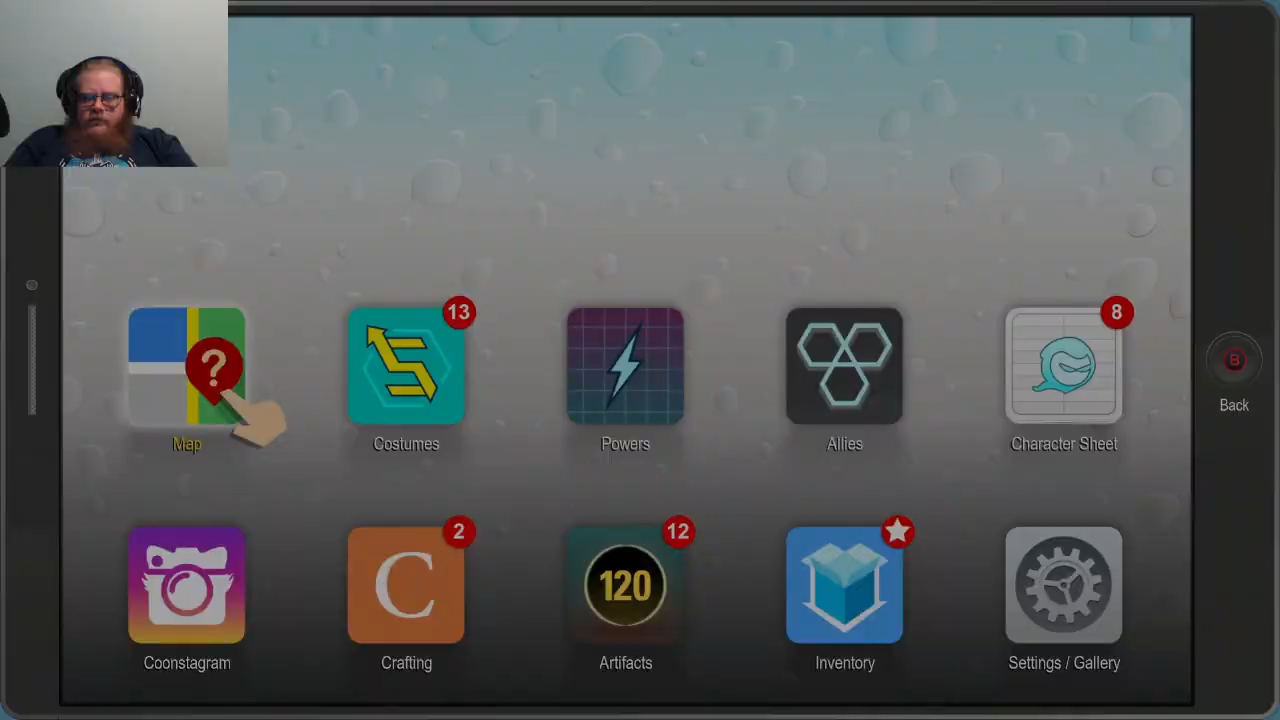 13
8
?
B
Back
Map
Costumes
Powers
Allies
Character Sheet
2
12
C
120
Coonstagram
Crafting
Artifacts
Inventory
Settings / Gallery